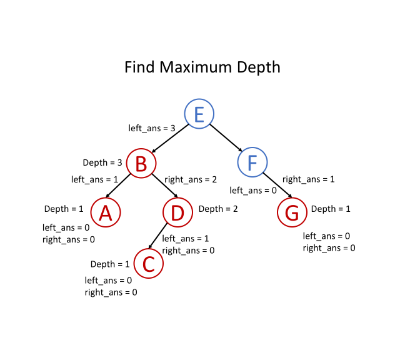 Find Maximum Depth
E
left_ans = 3
Depth = 3
B
F
left_ans = 1
right_ans = 2
left_ans = 0
right_ans = 1
Depth = 1
A
D
Depth = 2
G
Depth = 1
left_ans = 0
right_ans = 0
left_ans = 1
right_ans = 0
left_ans = 0
right_ans = 0
Depth = 1
C
left_ans = 0
right_ans = 0